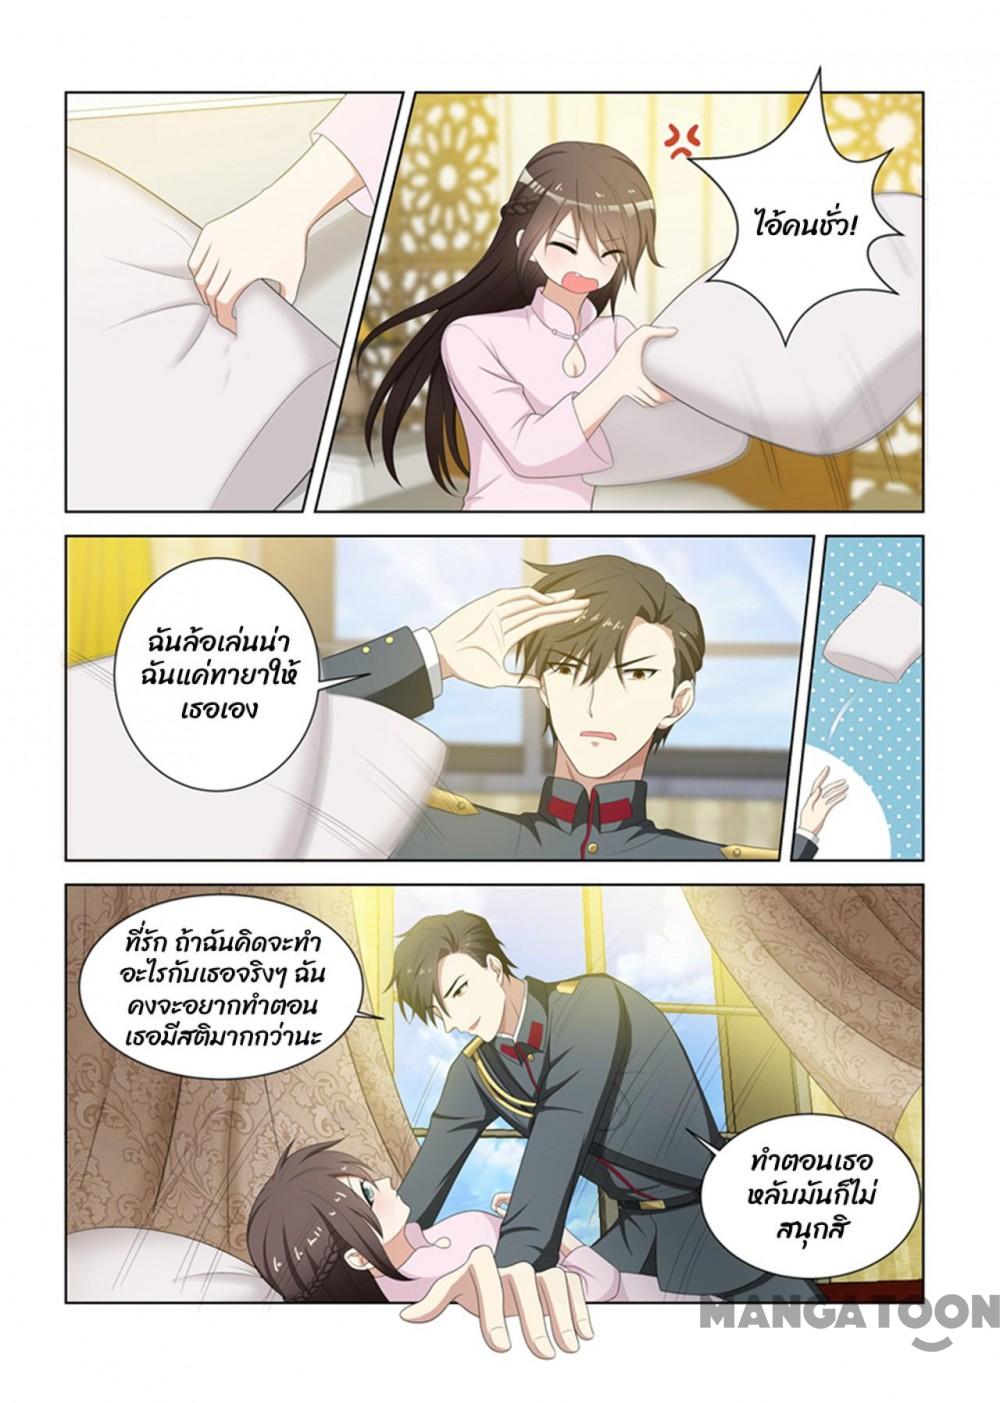 ไอ้คนชั่ว!
ฉันล้อเล่นน่า
ฉันแค่ทายาให้
เธอเอง
ที่รัก ถ้าฉันคิดจะทำ
อะไรกับเธอจริงๆ ฉัน
คงจะอยากทำตอน
เธอมีสติมากกว่านะ
ทำตอนเธอ
หลับมันก็ไม่
สนุกสิ
MANGATOON